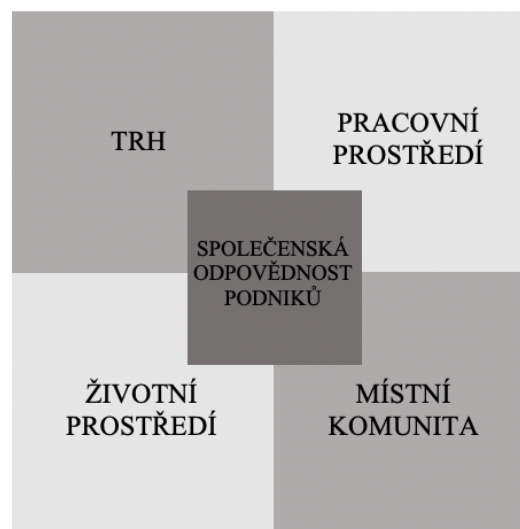 TRH
PRACOVNÍ
PROSTŘEDÍ
SPOLEČENSKÁ
ODPOVĚDNOST
PODNIKŮ
ŽIVOTNÍ
PROSTŘEDÍ
MÍSTNÍ
KOMUNITA